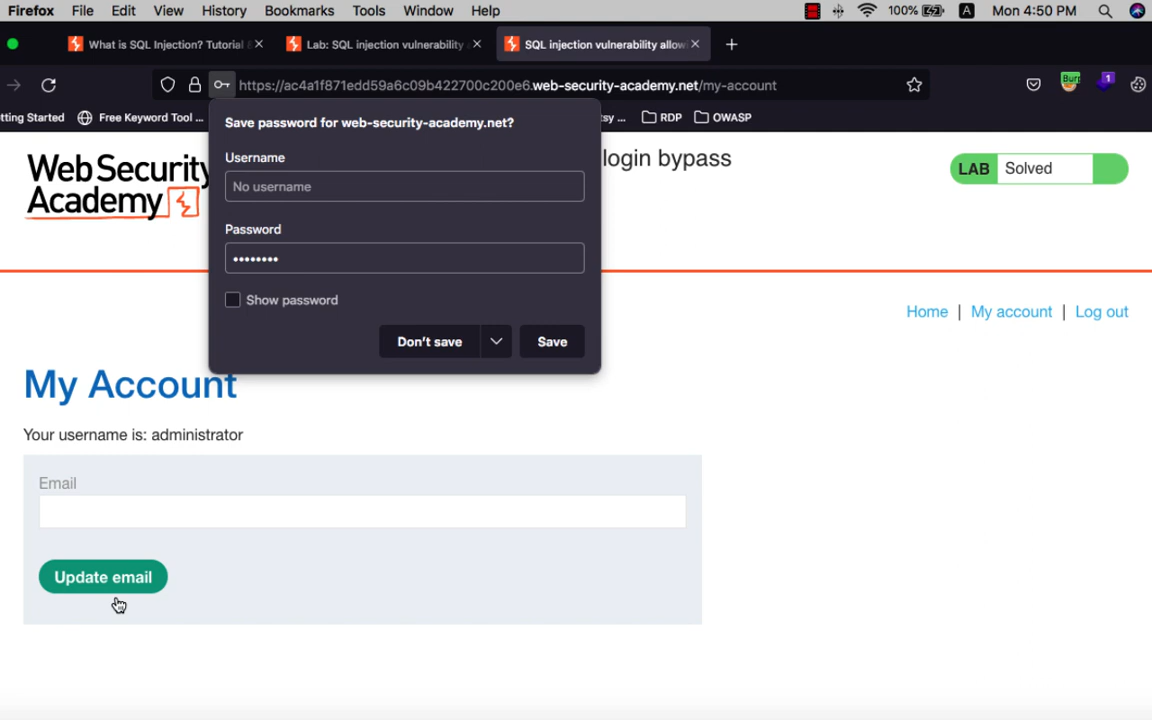 Firefox File Edit View History Bookmarks Tools Window Help 100% A Mon 4:50 PM
What is SQL Injection? Tutorial
Lab: SQL injection vulnerability
SQL injection vulnerability allow
https://ac4a1f871edd59a6c09b422700c200e6.web-security-academy.net/my-account
Burp
1
tting Started Free Keyword Tool ... tsy ... RDP OWASP
Save password for web-security-academy.net?
Username
No username
Password
••••••••
Show password
Don't save
Save
Web Security
Academy
login bypass
LAB Solved
Home | My account | Log out
My Account
Your username is: administrator
Email
Update email